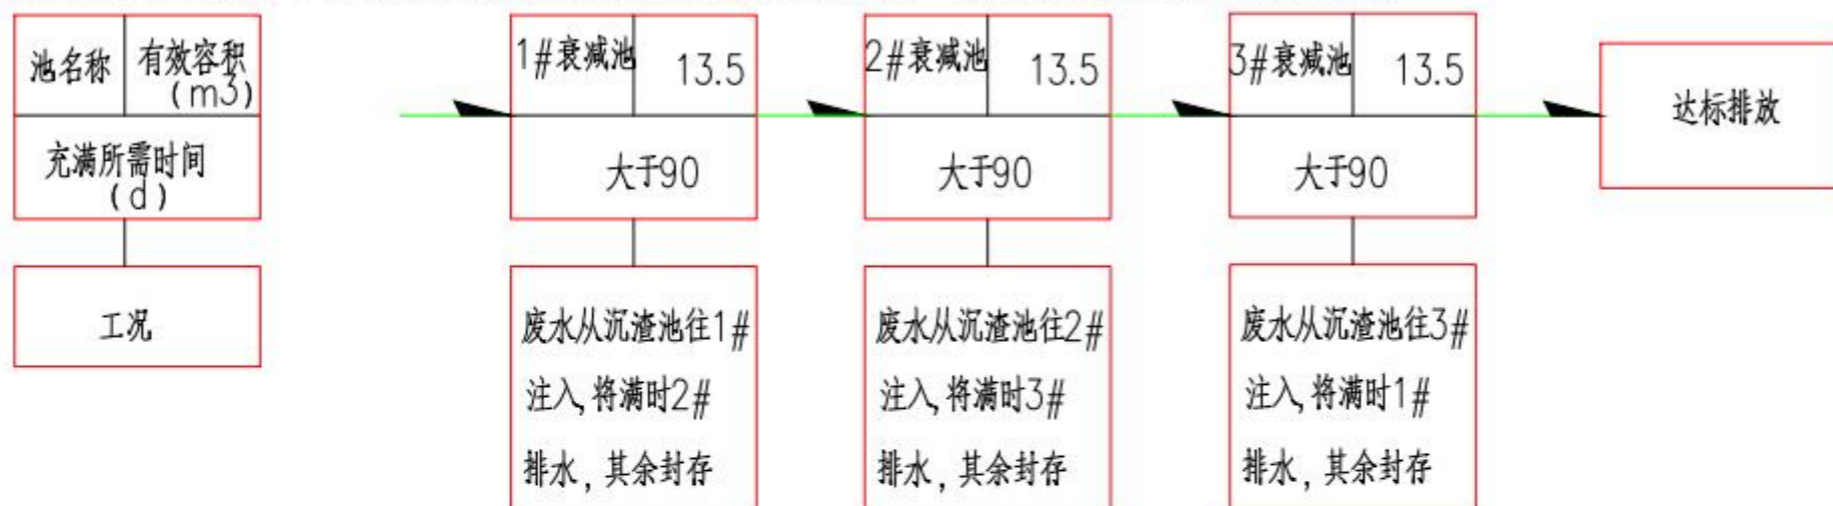 池名称
有效容积
(m3)
充满所需时间
(d)
工况
1#衰减池
13.5
大于90
废水从沉渣池往1#
注入,将满时2#
排水,其余封存
2#衰减池
13.5
大于90
废水从沉渣池往2#
注入,将满时3#
排水,其余封存
3#衰减池
13.5
大于90
废水从沉渣池往3#
注入,将满时1#
排水,其余封存
达标排放